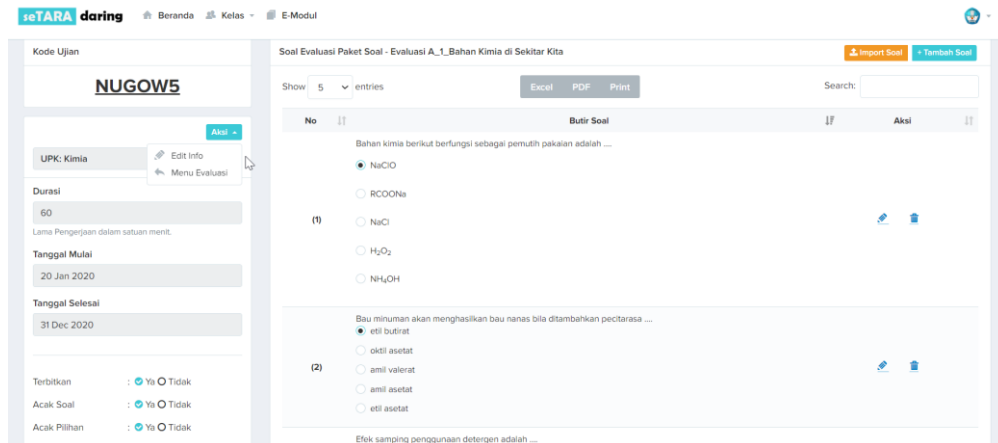 seTARA daring Beranda Kelas E-Modul
Kode Ujian
NUGOW5
Aksi
UPK: Kimia
Edit Info
Menu Evaluasi
Durasi
60
Lama Pengerjaan dalam satuan menit.
Tanggal Mulai
20 Jan 2020
Tanggal Selesai
31 Dec 2020
Terbitkan : Ya Tidak
Acak Soal : Ya Tidak
Acak Pilihan : Ya Tidak
Soal Evaluasi Paket Soal - Evaluasi A_1_Bahan Kimia di Sekitar Kita
Import Soal + Tambah Soal
Show 5 entries Excel PDF Print Search:
No Butir Soal Aksi
Bahan kimia berikut berfungsi sebagai pemutih pakaian adalah ....
(1)
NaClO
RCOONa
NaCl
H₂O₂
NH₄OH
Bau minuman akan menghasilkan bau nanas bila ditambahkan pecitarasa ....
(2)
etil butirat
oktil asetat
amil valerat
amil asetat
etil asetat
Efek samping penggunaan detergen adalah ....